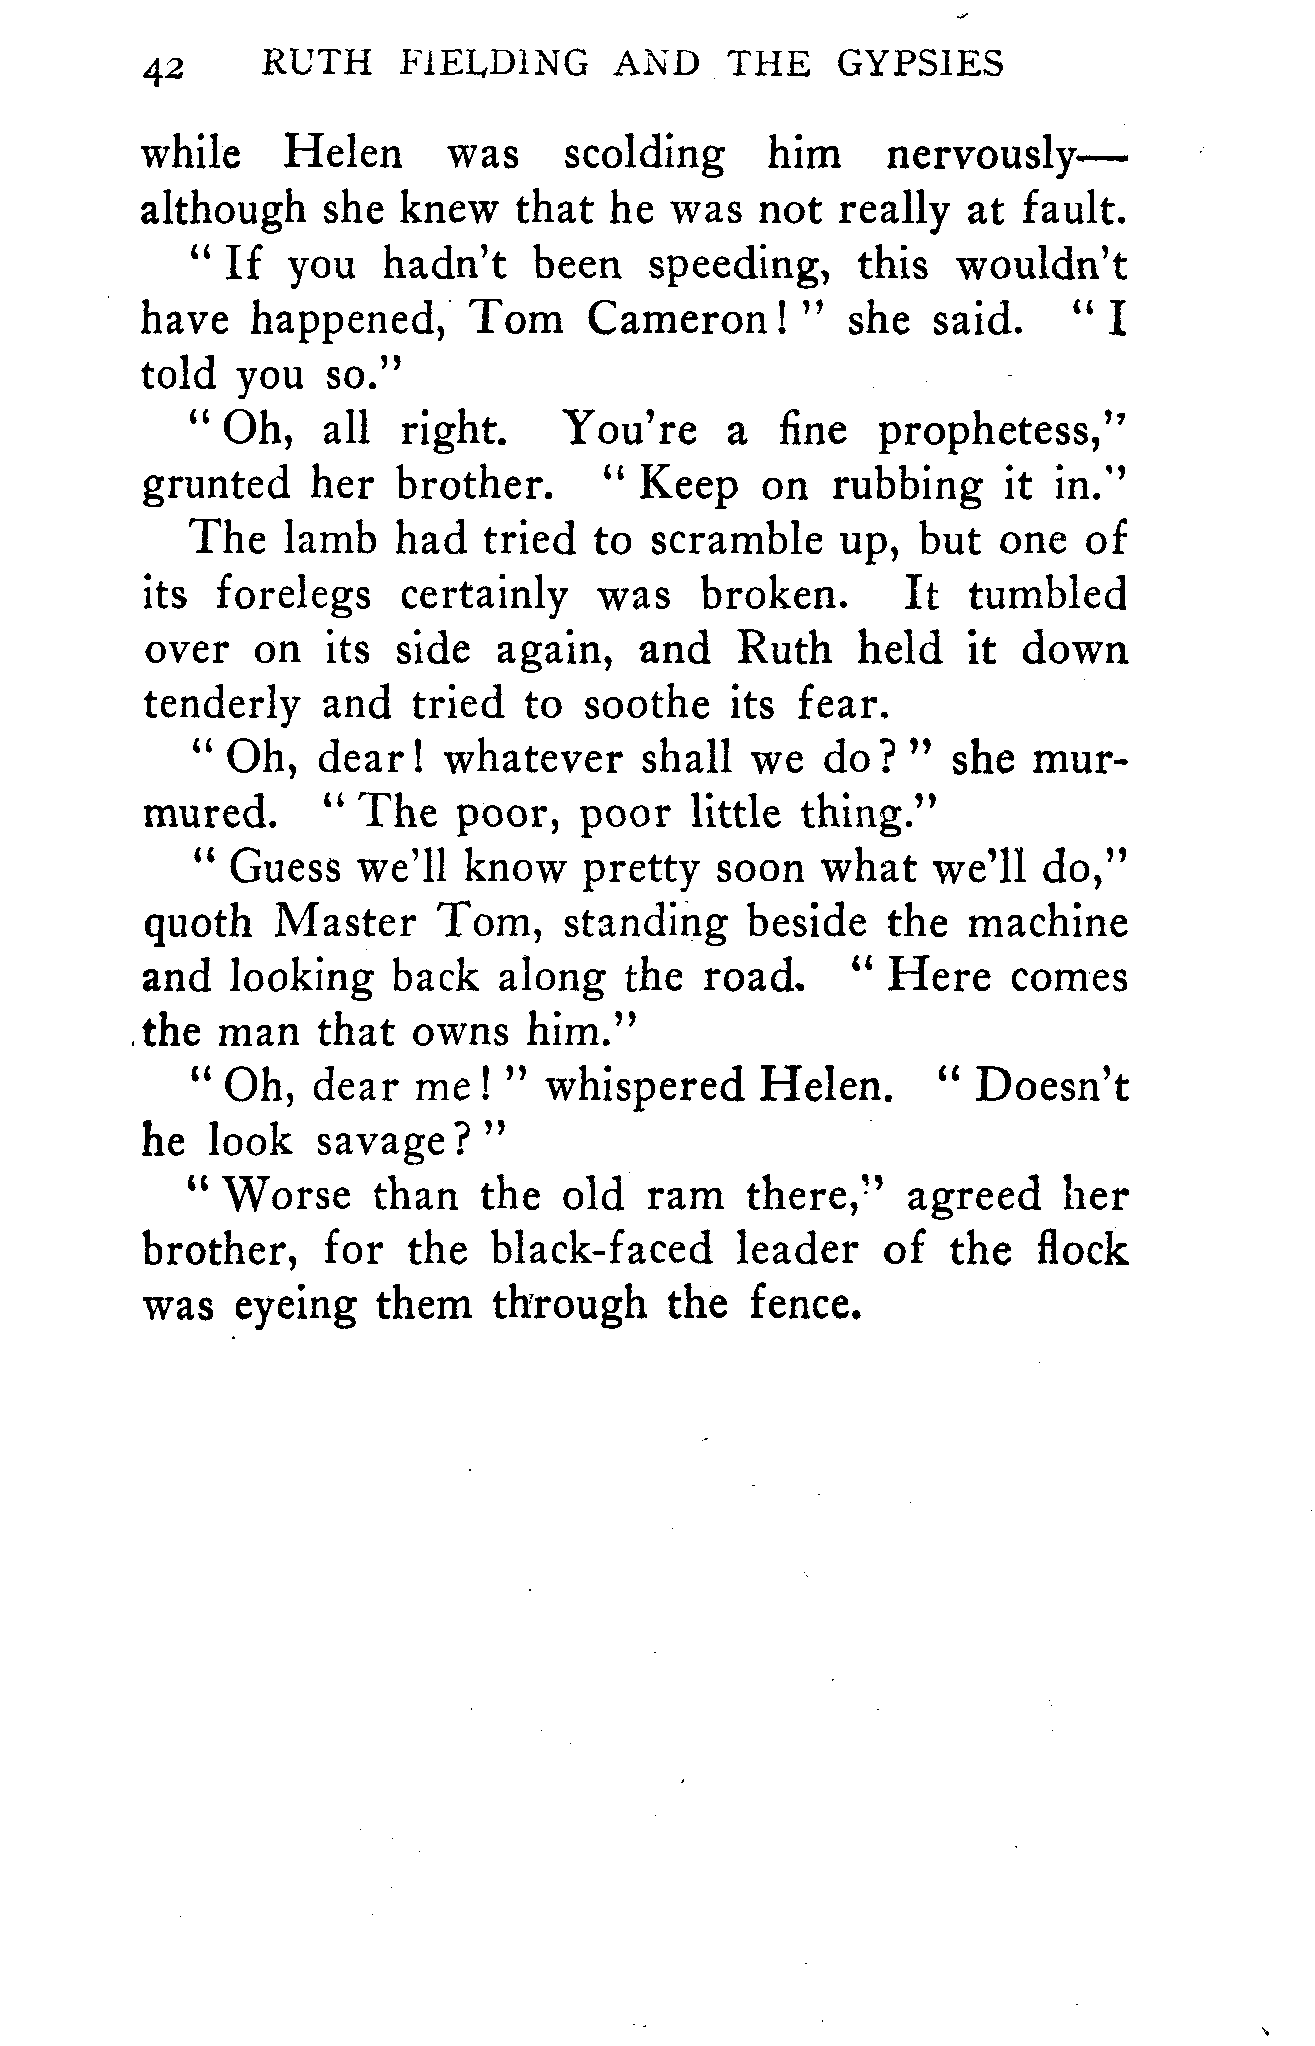 42 RUTH FIELDING AND THE GYPSIES
while Helen was scolding him nervously—
although she knew that he was not really at fault.
“ If you hadn't been speeding, this wouldn't
have happened, Tom Cameron! ” she said. “ I
told you so.”
“ Oh, all right. You're a fine prophetess,”
grunted her brother. “ Keep on rubbing it in.”
The lamb had tried to scramble up, but one of
its forelegs certainly was broken. It tumbled
over on its side again, and Ruth held it down
tenderly and tried to soothe its fear.
“ Oh, dear! whatever shall we do? ” she mur-
mured. “ The poor, poor little thing.”
“ Guess we'll know pretty soon what we'll do,”
quoth Master Tom, standing beside the machine
and looking back along the road. “ Here comes
the man that owns him.”
“ Oh, dear me! ” whispered Helen. “ Doesn't
he look savage? ”
“ Worse than the old ram there,” agreed her
brother, for the black-faced leader of the flock
was eyeing them through the fence.